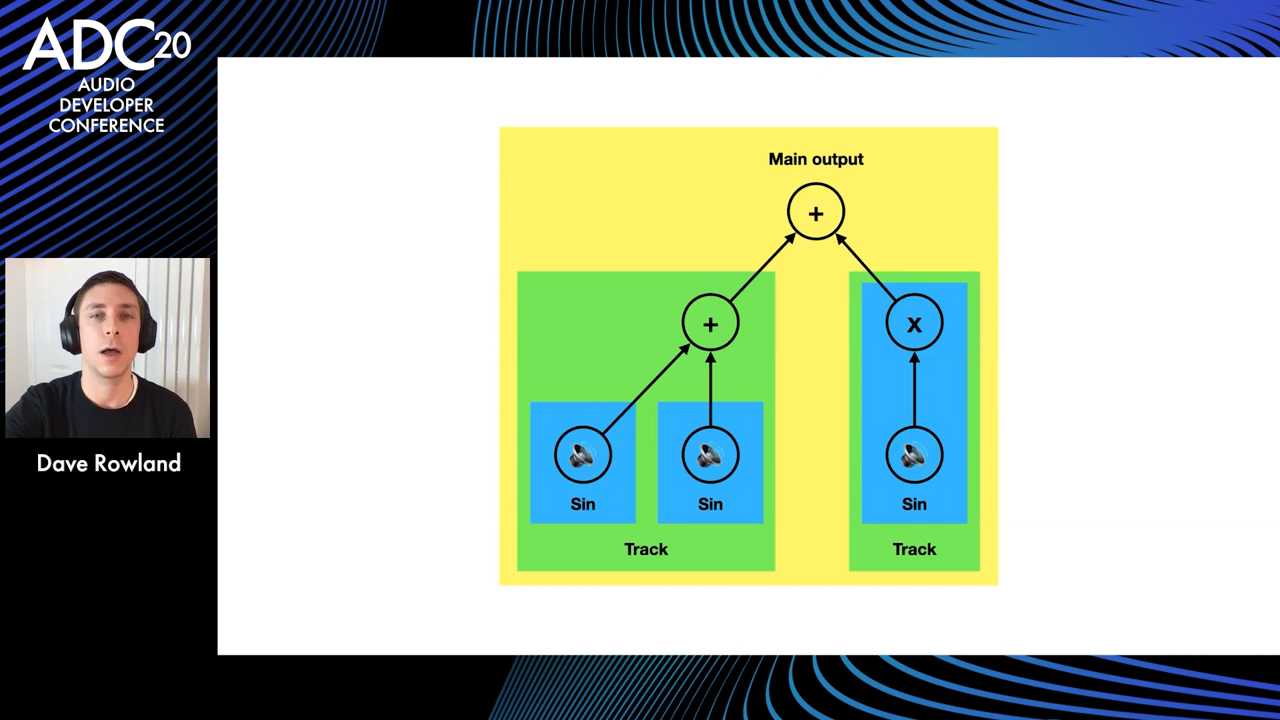 ADC20
AUDIO
DEVELOPER
CONFERENCE
Dave Rowland
Main output
+
+
x
Sin
Sin
Sin
Track
Track